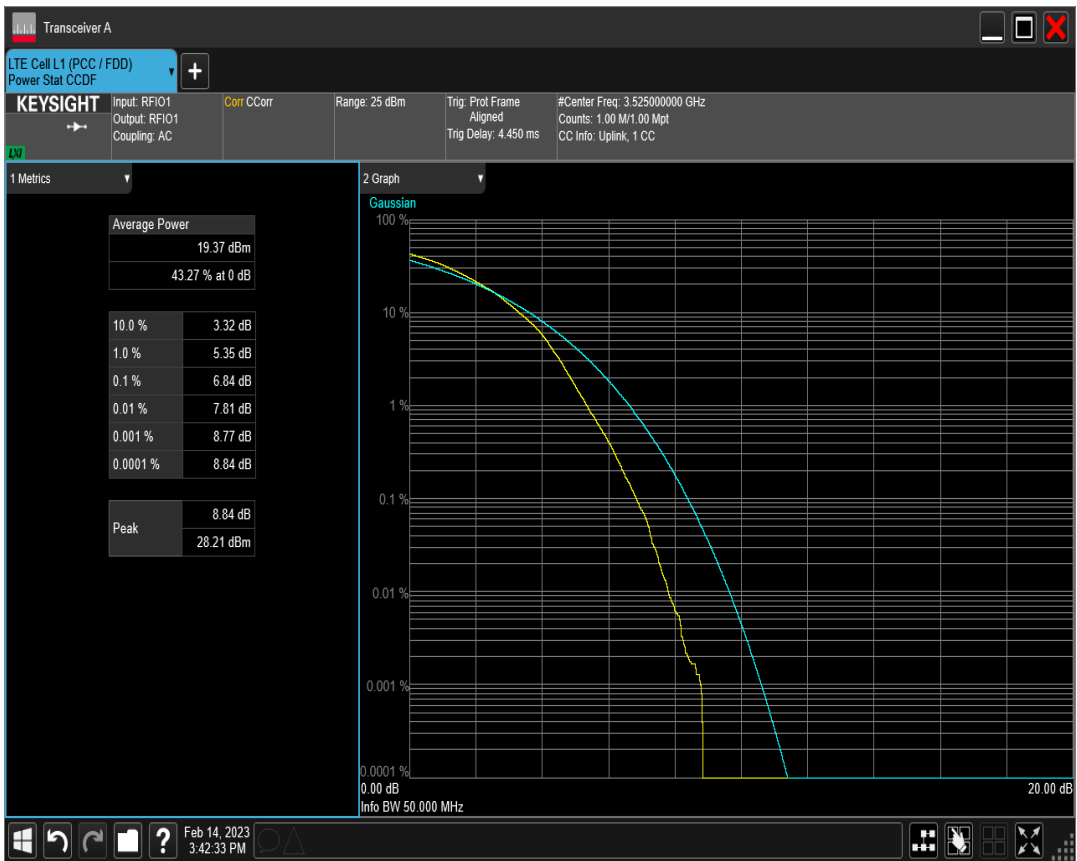 Transceiver A
LTE Cell L1 (PCC / FDD)
Power Stat CCDF
+
KEYSIGHT
LXI
Input: RFIO1
Output: RFIO1
Coupling: AC
Corr CCorr
Range: 25 dBm
Trig: Prot Frame
Aligned
Trig Delay: 4.450 ms
#Center Freq: 3.525000000 GHz
Counts: 1.00 M/1.00 Mpt
CC Info: Uplink, 1 CC
1 Metrics
Average Power
19.37 dBm
43.27 % at 0 dB
10.0 % 3.32 dB
1.0 % 5.35 dB
0.1 % 6.84 dB
0.01 % 7.81 dB
0.001 % 8.77 dB
0.0001 % 8.84 dB
Peak
8.84 dB
28.21 dBm
2 Graph
Gaussian
100 %
10 %
1 %
0.1 %
0.01 %
0.001 %
0.0001 %
0.00 dB 20.00 dB
Info BW 50.000 MHz
?
Feb 14, 2023
3:42:33 PM